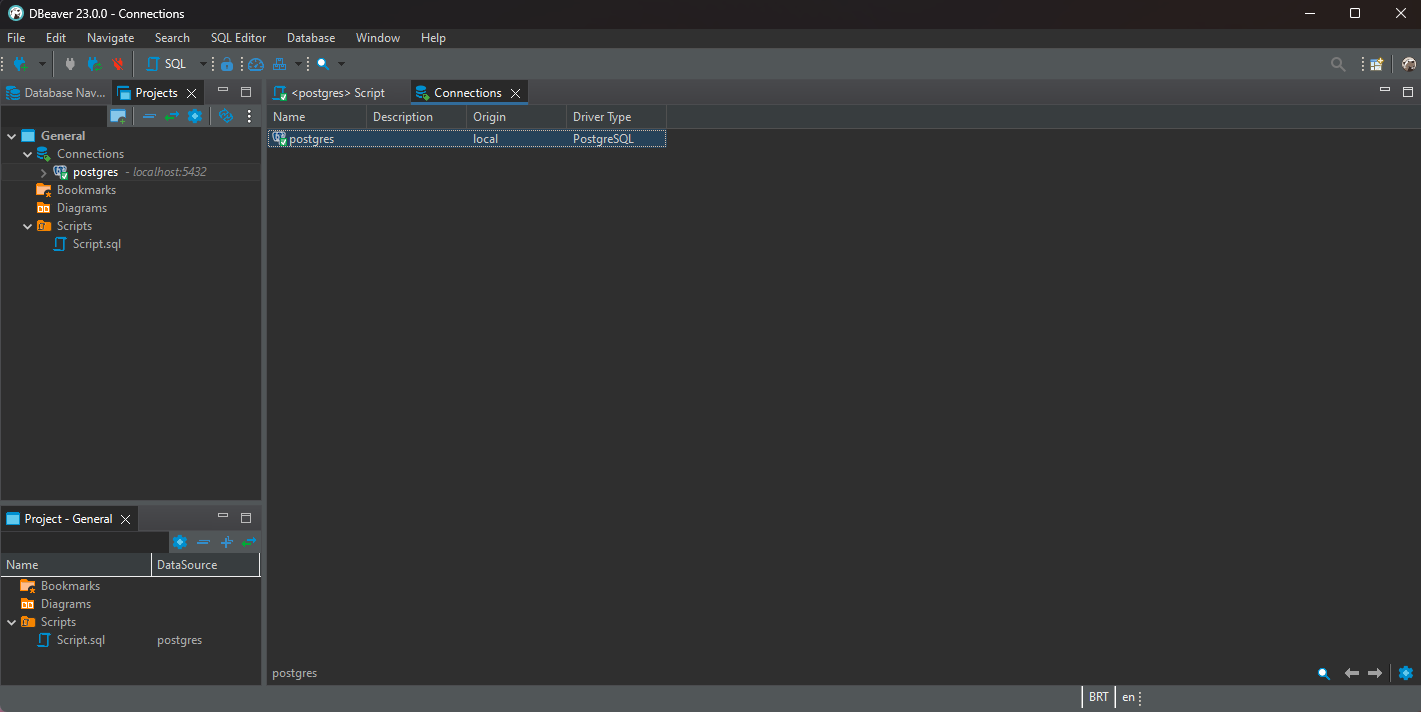 DBeaver 23.0.0 - Connections
File Edit Navigate Search SQL Editor Database Window Help
SQL
Database Nav... Projects
General
Connections
postgres - localhost:5432
Bookmarks
Diagrams
Scripts
Script.sql
<postgres> Script Connections
Name Description Origin Driver Type
postgres local PostgreSQL
Project - General
Name DataSource
Bookmarks
Diagrams
Scripts
Script.sql postgres
postgres
BRT en